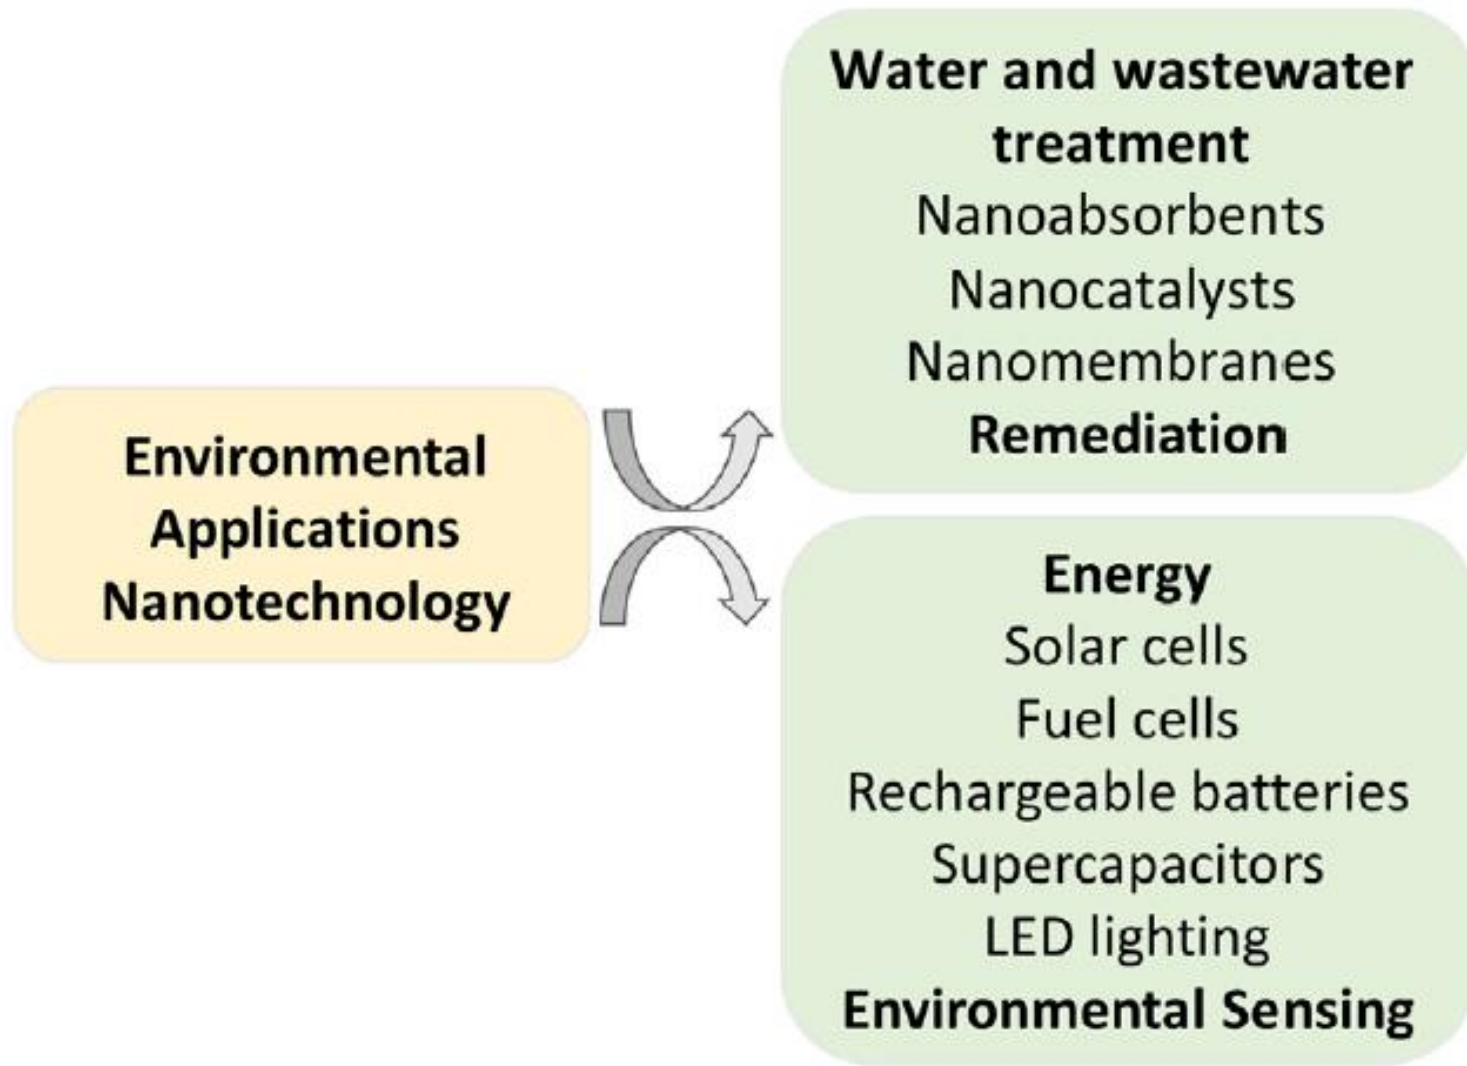 Environmental
Applications
Nanotechnology
Water and wastewater
treatment
Nanoabsorbents
Nanocatalysts
Nanomembranes
Remediation
Energy
Solar cells
Fuel cells
Rechargeable batteries
Supercapacitors
LED lighting
Environmental Sensing